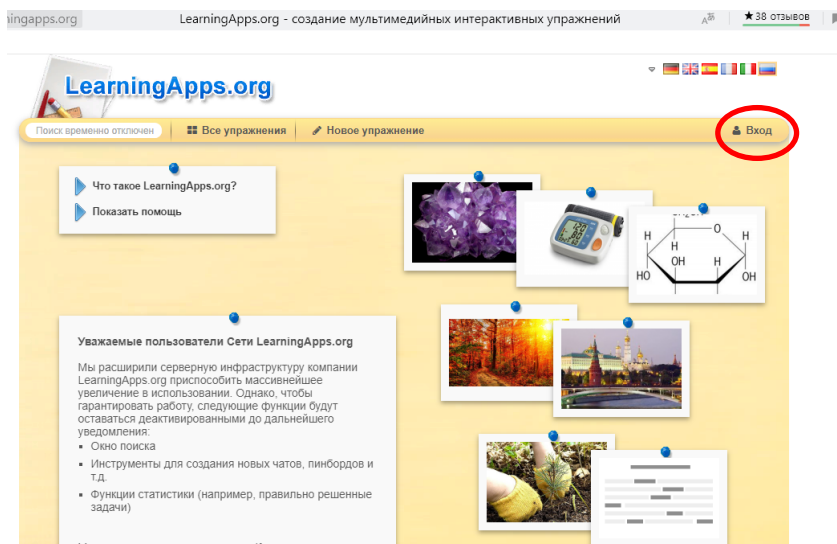 ningapps.org
LearningApps.org - создание мультимедийных интерактивных упражнений
★38 отзывов
LearningApps.org
Поиск временно отключен
Все упражнения
Новое упражнение
Вход
Что такое LearningApps.org?
Показать помощь
O
H
H
H
OH
H
HO
OH
Уважаемые пользователи Сети LearningApps.org
Мы расширили серверную инфраструктуру компании
LearningApps.org приспособить массивнейшее
увеличение в использовании. Однако, чтобы
гарантировать работу, следующие функции будут
оставаться деактивированными до дальнейшего
уведомления:
▪ Окно поиска
▪ Инструменты для создания новых чатов, пинбордов и
т.д.
▪ Функции статистики (например, правильно решенные
задачи)